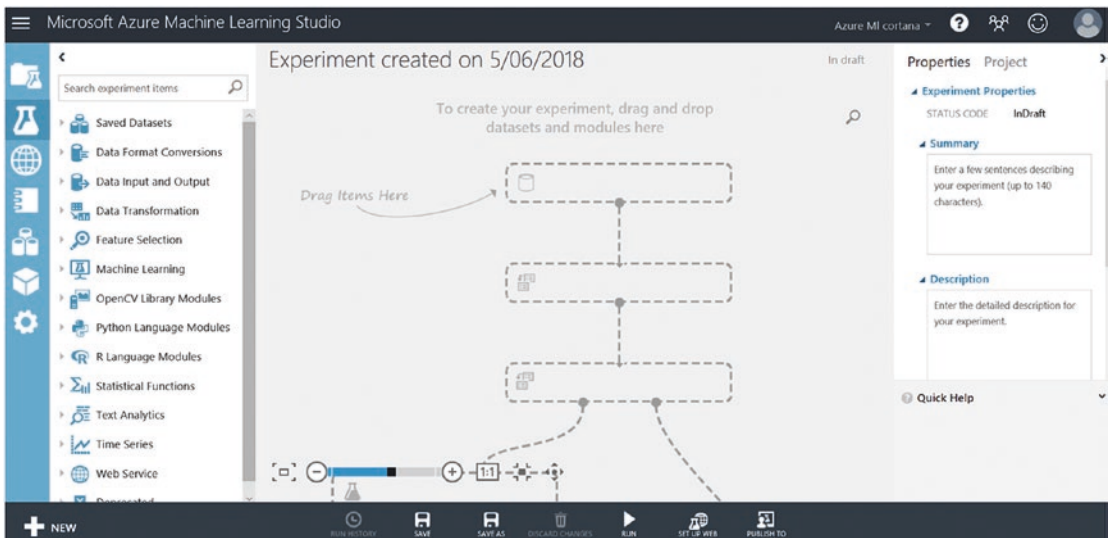 Microsoft Azure Machine Learning Studio
Azure Ml cortana
?
Search experiment items
Saved Datasets
Data Format Conversions
Data Input and Output
Data Transformation
Feature Selection
Machine Learning
OpenCV Library Modules
Python Language Modules
R Language Modules
Statistical Functions
Text Analytics
Time Series
Web Service
Deprecated
Experiment created on 5/06/2018
In draft
To create your experiment, drag and drop
datasets and modules here
Drag Items Here
1:1
Properties Project
Experiment Properties
STATUS CODE InDraft
Summary
Enter a few sentences describing
your experiment (up to 140
characters).
Description
Enter the detailed description for
your experiment.
Quick Help
NEW
RUN HISTORY
SAVE
SAVE AS
DISCARD CHANGES
RUN
SET UP WEB
PUBLISH TO